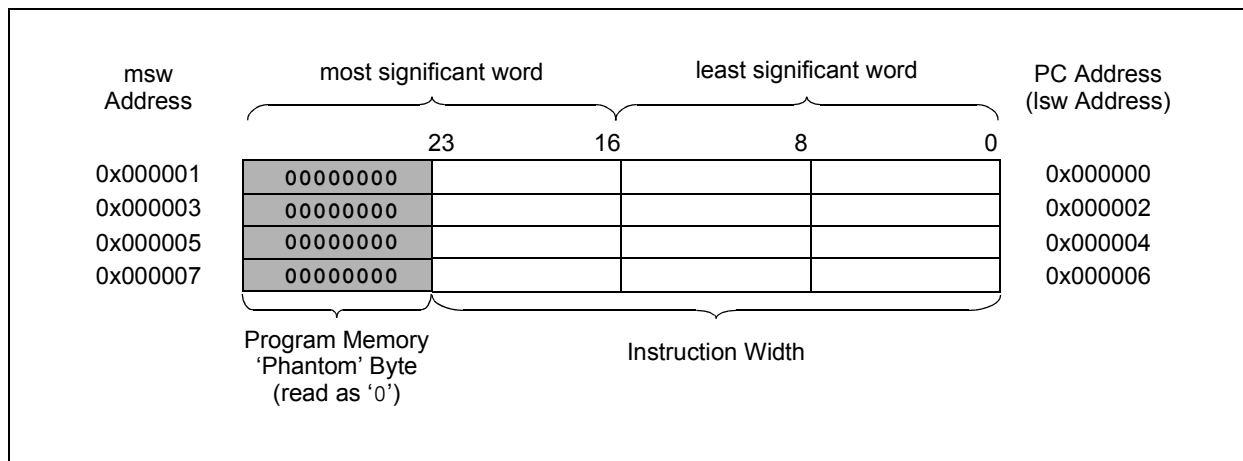 msw
Address
most significant word
least significant word
PC Address
(lsw Address)
23 16 8 0
0x000001 00000000 0x000000
0x000003 00000000 0x000002
0x000005 00000000 0x000004
0x000007 00000000 0x000006
Program Memory
‘Phantom’ Byte
(read as ‘0’)
Instruction Width